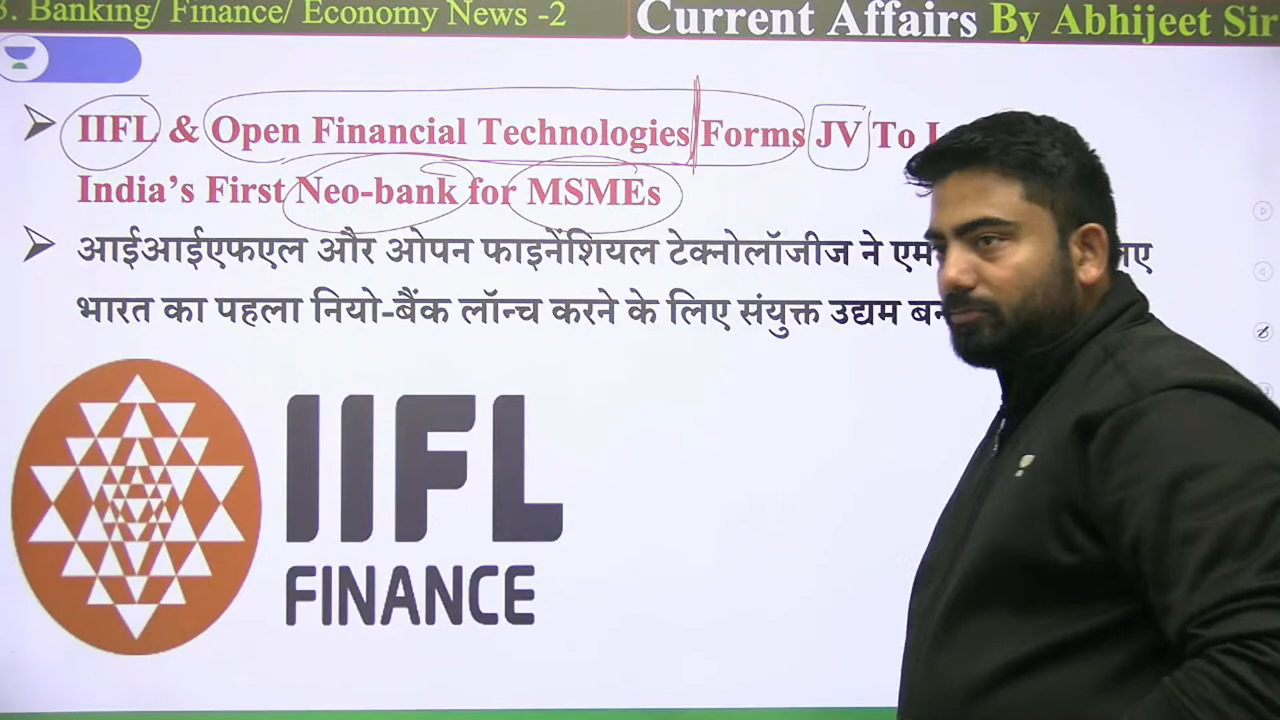 3. Banking/ Finance/ Economy News -2
Current Affairs By Abhijeet Sir
IIFL & Open Financial Technologies Forms JV To
India's First Neo-bank for MSMEs
आईआईएफएल और ओपन फाइनेंशियल टेक्नोलॉजीज ने
भारत का पहला नियो-बैंक लॉन्च करने के लिए संयुक्त उद्यम
IIFL
FINANCE